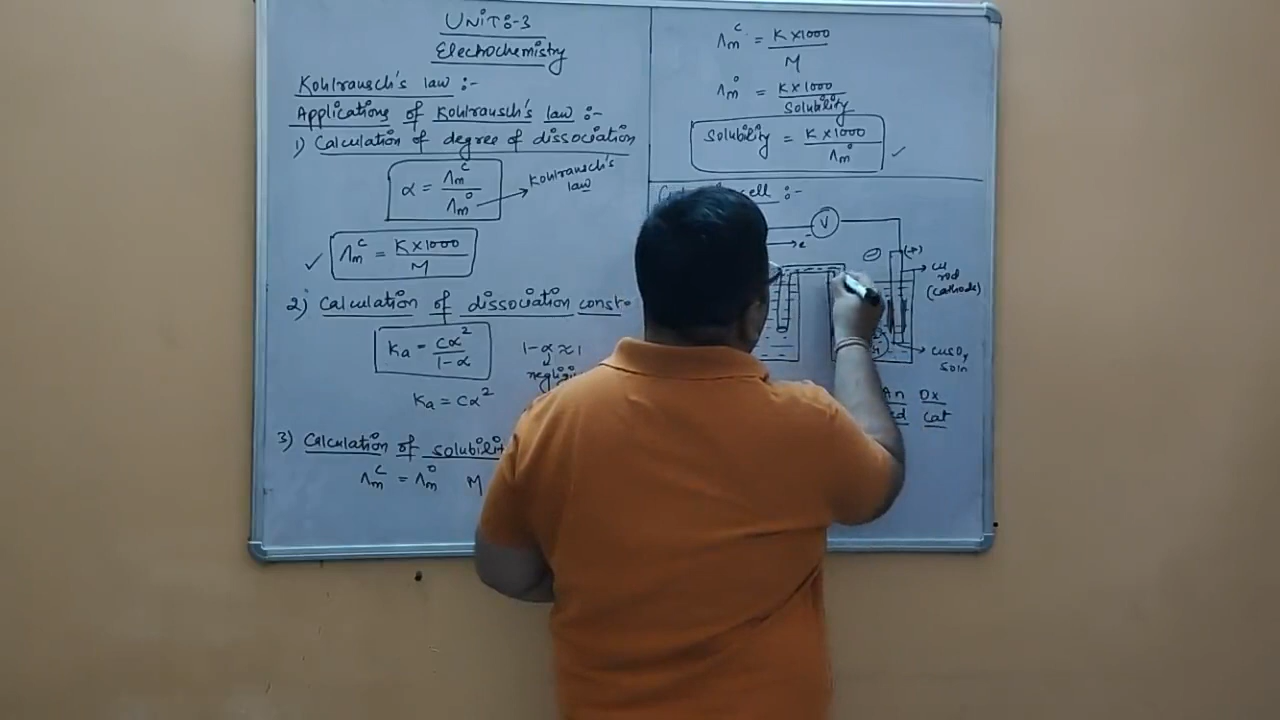 UNIT:-3
Electrochemistry
Kohlrausch's law :-
Applications of Kohlrausch's law :-
1) Calculation of degree of dissociation
α = Λm^c / Λm^o
Kohlrausch's
law
Λm^c = K×1000 / M
2) Calculation of dissociation const.
Ka = Cα² / 1-α
1-α ≈ 1
Ka = Cα²
3) Calculation of
Λm^c = Λm^o M
Λm^c = K×1000 / M
Λm^o = K×1000 / Solubility
Solubility = K×1000 / Λm^o
cell :-
V
e⁻
(+)
Cu
rod
(cathode)
CuSO4
Soln
An Ox
Cat